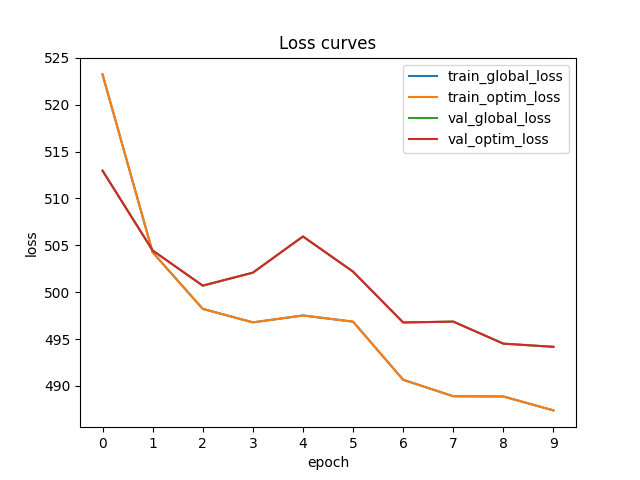 Loss curves
525
520
515
510
505
500
495
490
loss
train_global_loss
train_optim_loss
val_global_loss
val_optim_loss
0 1 2 3 4 5 6 7 8 9
epoch